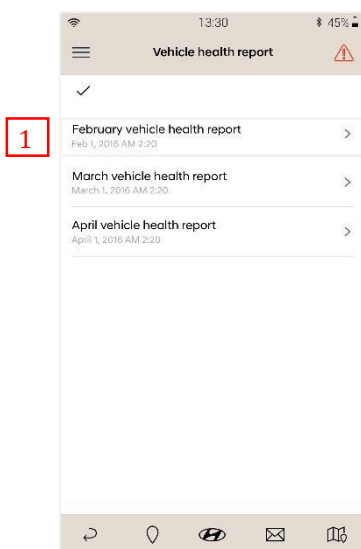 13:30
45%
Vehicle health report
1
February vehicle health report
Feb 1, 2016 AM 2:20
March vehicle health report
March 1, 2016 AM 2:20
April vehicle health report
April 1, 2016 AM 2:20